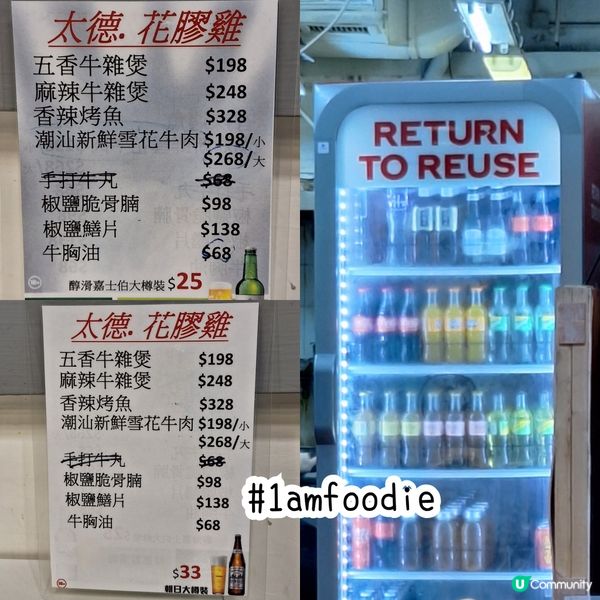 太德. 花膠雞
五香牛雜煲 $198
麻辣牛雜煲 $248
香辣烤魚 $328
潮汕新鮮雪花牛肉 $198/小
$268/大
手打牛丸 $68
椒鹽脆骨腩 $98
椒鹽鱔片 $138
牛胸油 $68
醇滑嘉士伯大樽裝 $25
太德. 花膠雞
五香牛雜煲 $198
麻辣牛雜煲 $248
香辣烤魚 $328
潮汕新鮮雪花牛肉 $198/小
$268/大
手打牛丸 $68
椒鹽脆骨腩 $98
椒鹽鱔片 $138
牛胸油 $68
$33
朝日大樽裝
RETURN
TO REUSE
#1amfoodie
U Community